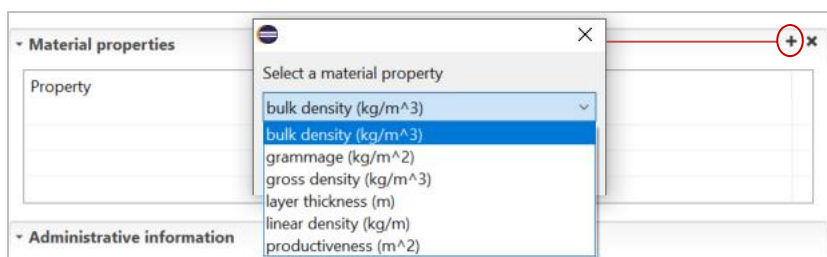 Material properties
Property
Select a material property
bulk density (kg/m^3)
bulk density (kg/m^3)
grammage (kg/m^2)
gross density (kg/m^3)
layer thickness (m)
linear density (kg/m)
productiveness (m^2)
Administrative information